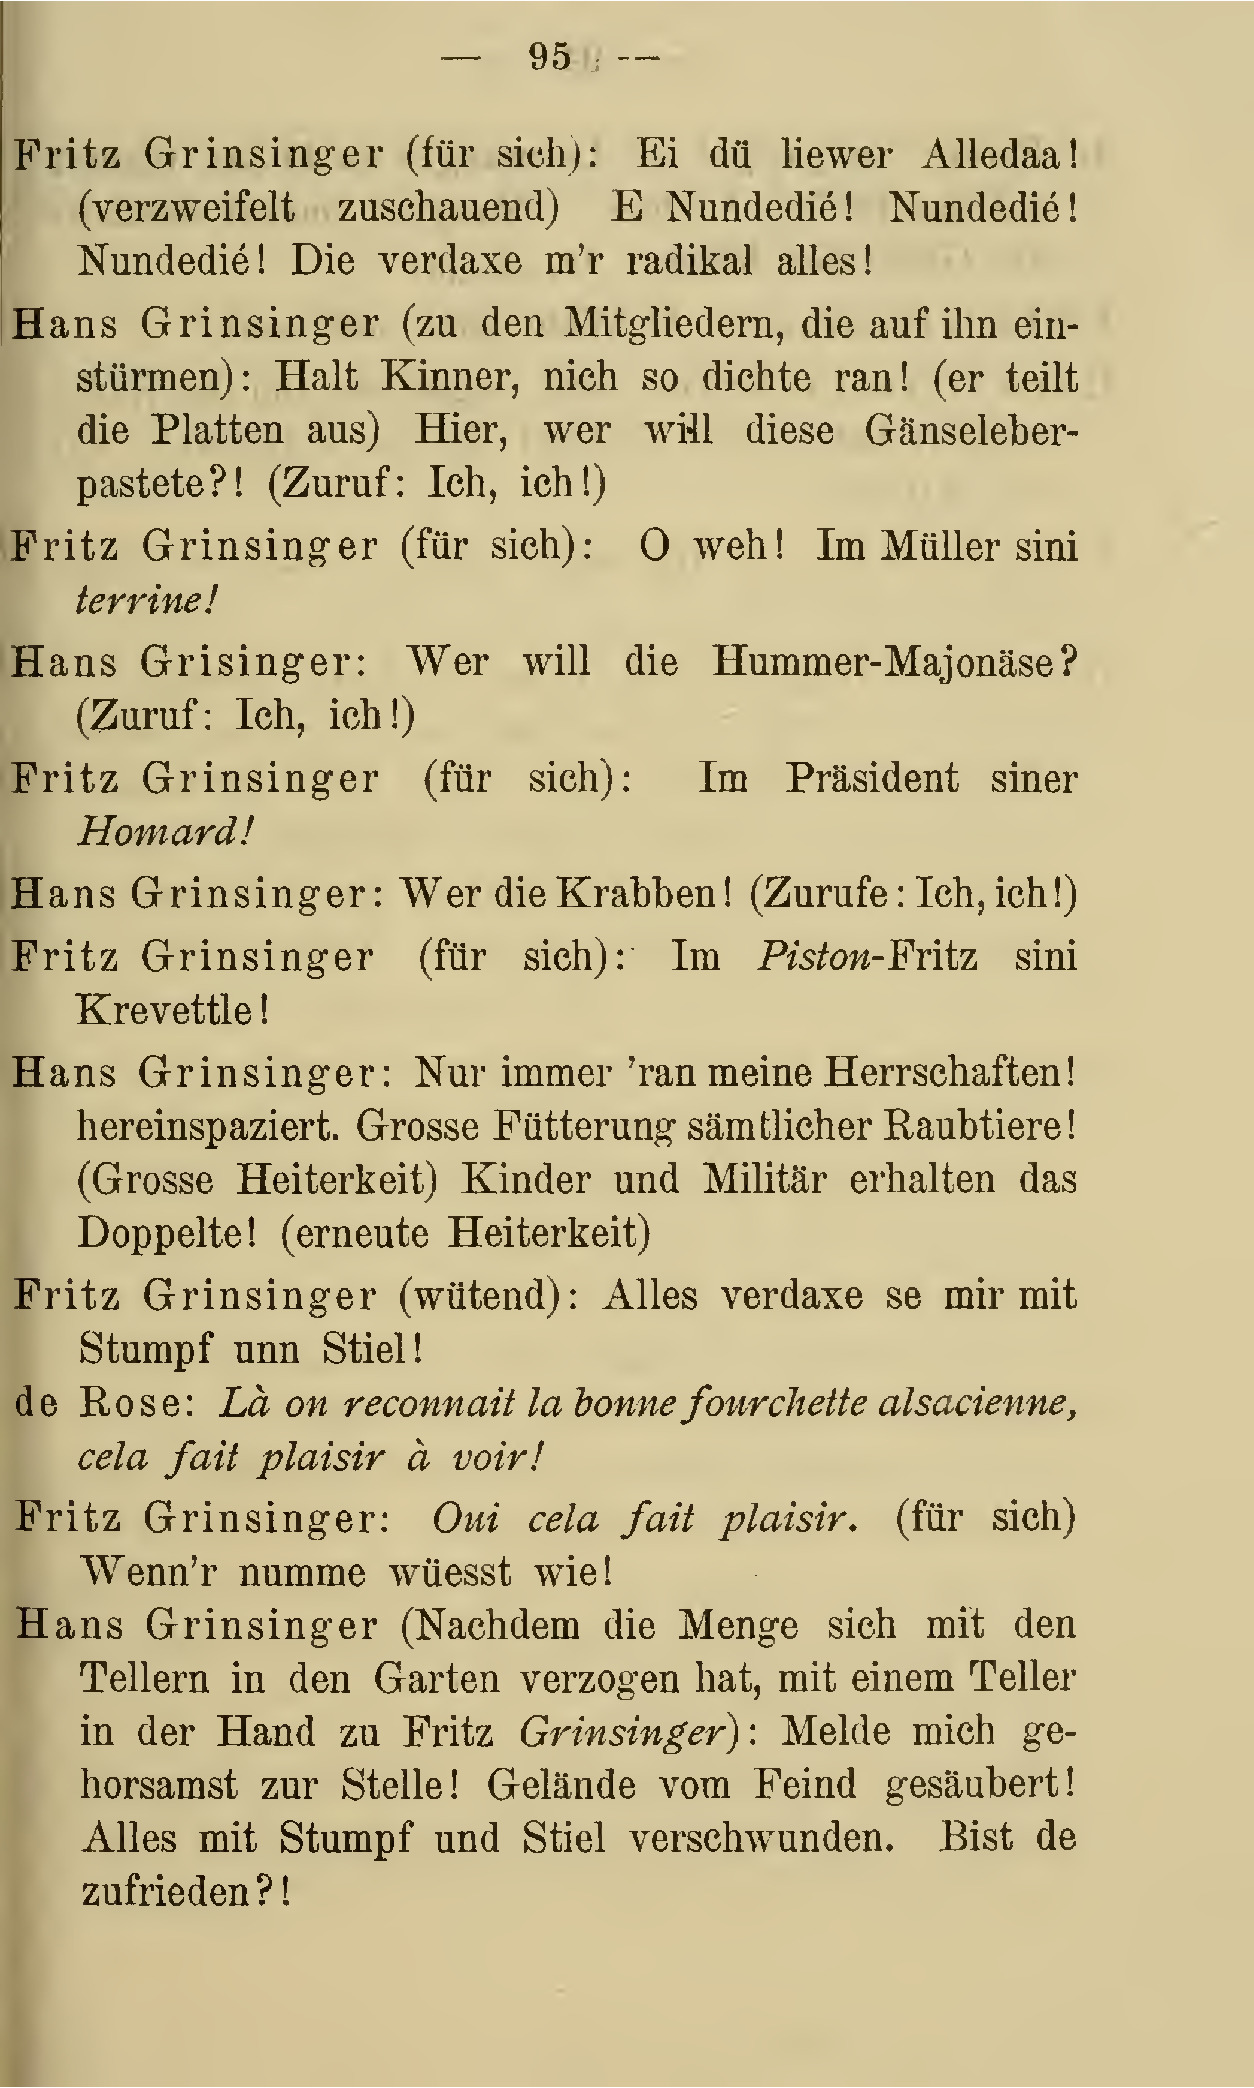 — 95 —
Fritz Grinsinger (für sich): Ei dü liewer Alledaa!
(verzweifelt zuschauend) E Nundedié! Nundedié!
Nundedié! Die verdaxe m'r radikal alles!
Hans Grinsinger (zu den Mitgliedern, die auf ihn ein-
stürmen): Halt Kinner, nich so dichte ran! (er teilt
die Platten aus) Hier, wer will diese Gänseleber-
pastete?! (Zuruf: Ich, ich!)
Fritz Grinsinger (für sich): O weh! Im Müller sini
terrine!
Hans Grisinger: Wer will die Hummer-Majonäse?
(Zuruf: Ich, ich!)
Fritz Grinsinger (für sich): Im Präsident siner
Homard!
Hans Grinsinger: Wer die Krabben! (Zurufe: Ich, ich!)
Fritz Grinsinger (für sich): Im Piston-Fritz sini
Krevettle!
Hans Grinsinger: Nur immer 'ran meine Herrschaften!
hereinspaziert. Grosse Fütterung sämtlicher Raubtiere!
(Grosse Heiterkeit) Kinder und Militär erhalten das
Doppelte! (erneute Heiterkeit)
Fritz Grinsinger (wütend): Alles verdaxe se mir mit
Stumpf unn Stiel!
de Rose: Là on reconnait la bonne fourchette alsacienne,
cela fait plaisir à voir!
Fritz Grinsinger: Oui cela fait plaisir. (für sich)
Wenn'r numme wüesst wie!
Hans Grinsinger (Nachdem die Menge sich mit den
Tellern in den Garten verzogen hat, mit einem Teller
in der Hand zu Fritz Grinsinger): Melde mich ge-
horsamst zur Stelle! Gelände vom Feind gesäubert!
Alles mit Stumpf und Stiel verschwunden. Bist de
zufrieden?!